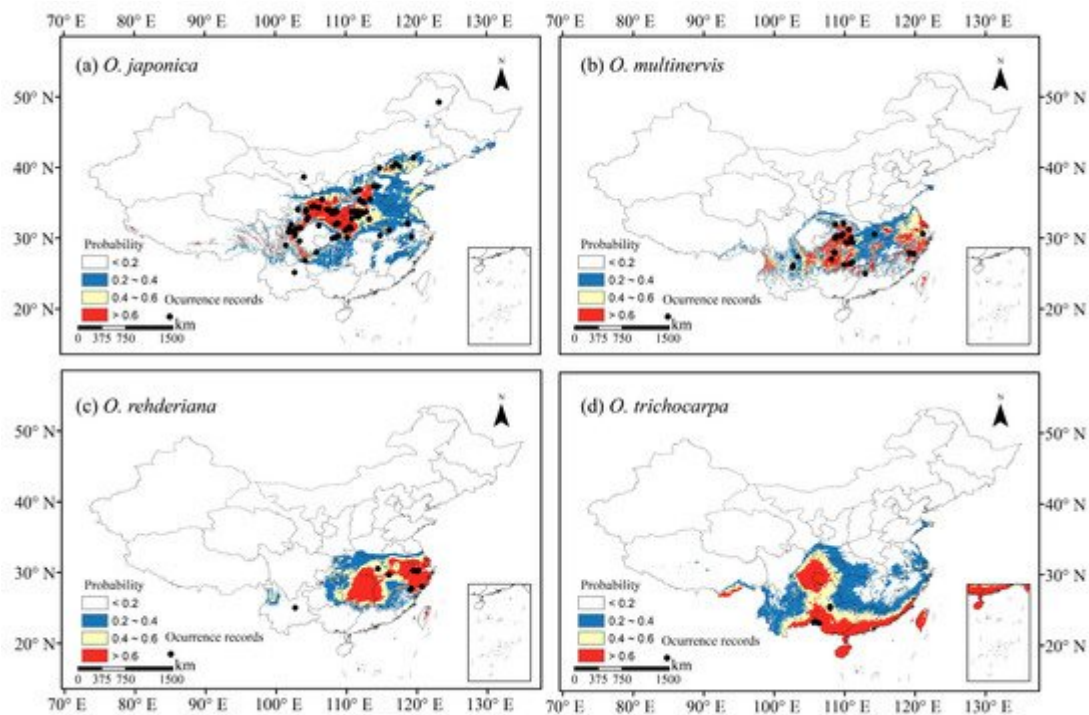 70° E 80° E 90° E 100° E 110° E 120° E 130° E 70° E 80° E 90° E 100° E 110° E 120° E 130° E
(a) O. japonica
N
50° N
40° N
30° N
20° N
Probability
< 0.2
0.2 ~ 0.4
0.4 ~ 0.6
> 0.6
Ocurrence records
km
0 375 750 1500
(b) O. multinervis
N
50° N
40° N
30° N
20° N
Probability
< 0.2
0.2 ~ 0.4
0.4 ~ 0.6
> 0.6
Ocurrence records
km
0 375 750 1500
(c) O. rehderiana
N
50° N
40° N
30° N
20° N
Probability
< 0.2
0.2 ~ 0.4
0.4 ~ 0.6
> 0.6
Ocurrence records
km
0 375 750 1500
(d) O. trichocarpa
N
50° N
40° N
30° N
20° N
Probability
< 0.2
0.2 ~ 0.4
0.4 ~ 0.6
> 0.6
Ocurrence records
km
0 375 750 1500
70° E 80° E 90° E 100° E 110° E 120° E 130° E 70° E 80° E 90° E 100° E 110° E 120° E 130° E